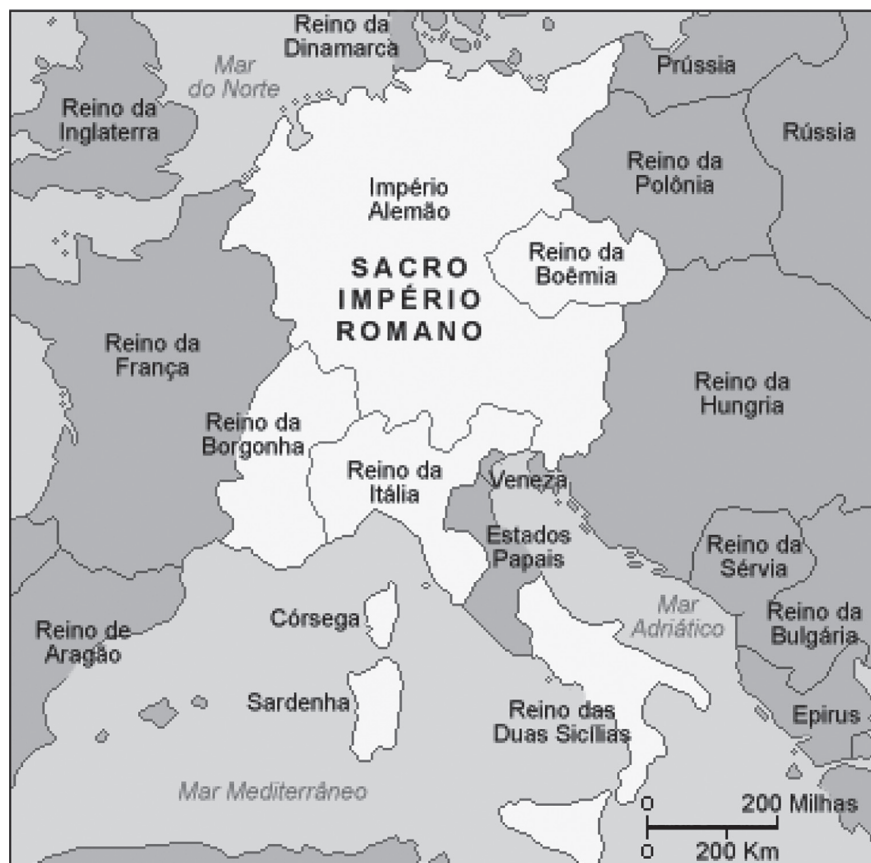 Reino da
Dinamarca
Mar
do Norte
Prússia
Reino da
Inglaterra
Rússia
Reino da
Polônia
Império
Alemão
Reino da
Boêmia
SACRO
IMPÉRIO
ROMANO
Reino da
França
Reino da
Hungria
Reino da
Borgonha
Reino da
Itália
Veneza
Estados
Papais
Reino da
Sérvia
Córsega
Mar
Adriático
Reino da
Bulgária
Reino de
Aragão
Sardenha
Reino das
Duas Sicílias
Epirus
Mar Mediterrâneo
0 200 Milhas
0 200 Km